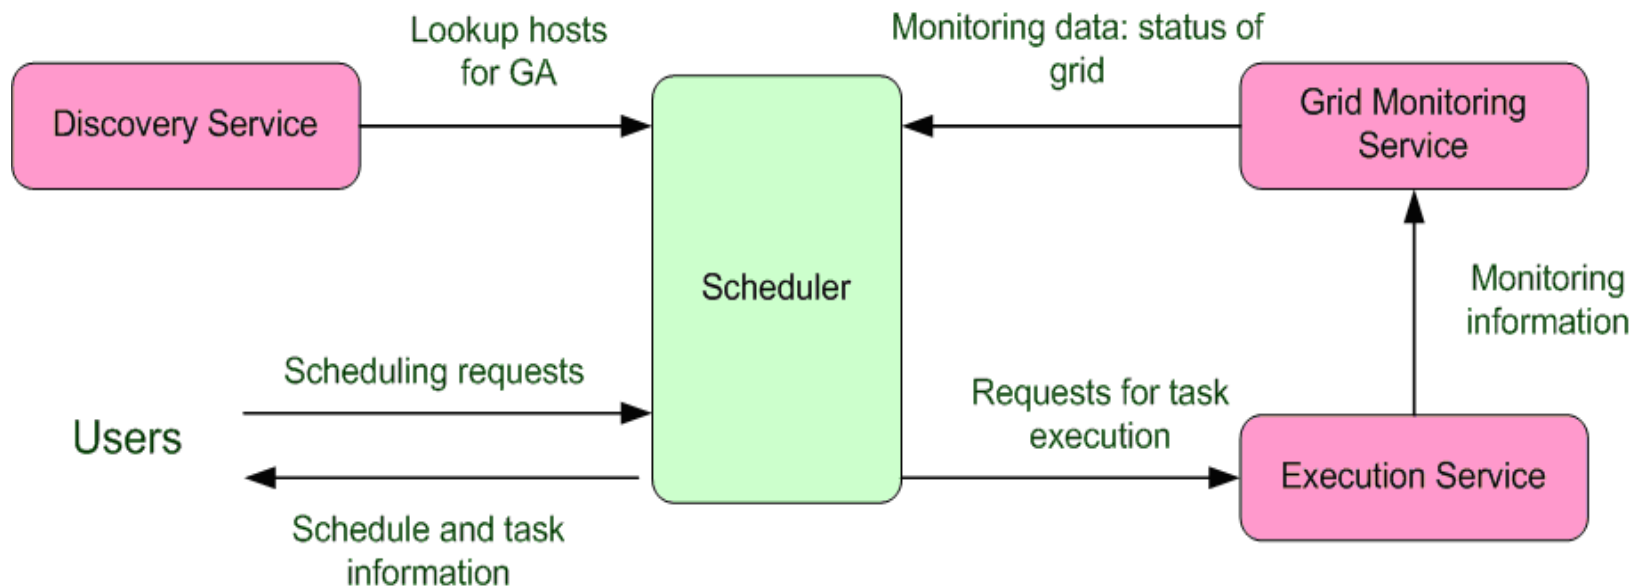 Lookup hosts
for GA
Monitoring data: status of
grid
Discovery Service
Grid Monitoring
Service
Scheduler
Monitoring
information
Scheduling requests
Users
Requests for task
execution
Execution Service
Schedule and task
information